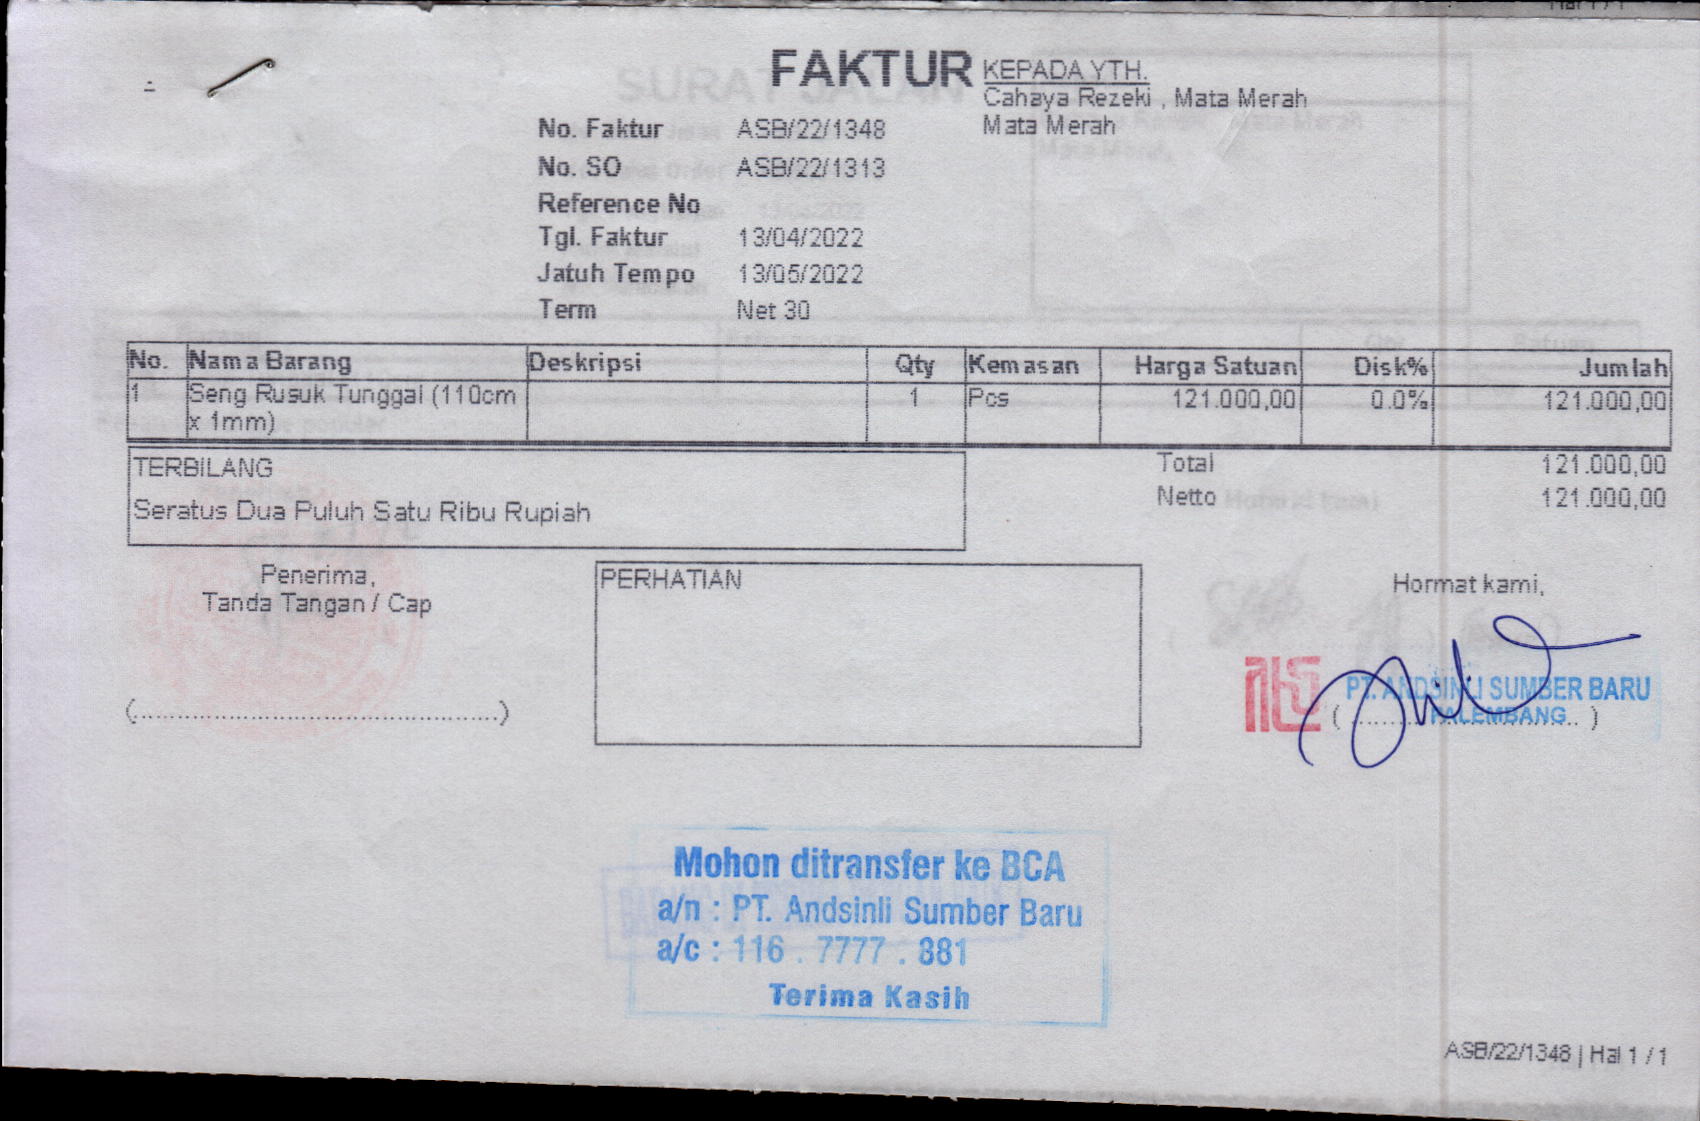 FAKTUR
KEPADA YTH.
Cahaya Rezeki , Mata Merah
Mata Merah
No. Faktur ASB/22/1348
No. SO ASB/22/1313
Reference No
Tgl. Faktur 13/04/2022
Jatuh Tempo 13/05/2022
Term Net 30
No. Nama Barang Deskripsi Qty Kemasan Harga Satuan Disk% Jumlah
1 Seng Rusuk Tunggal (110cm 1 Pcs 121.000,00 0.0% 121.000,00
x 1mm)
TERBILANG
Seratus Dua Puluh Satu Ribu Rupiah
Total 121.000,00
Netto 121.000,00
Penerima,
Tanda Tangan / Cap
(..................................................)
PERHATIAN
Hormat kami,
PT. ANDSINLI SUMBER BARU
PALEMBANG
Mohon ditransfer ke BCA
a/n : PT. Andsinli Sumber Baru
a/c : 116 . 7777 . 881
Terima Kasih
ASB/22/1348 | Hal 1 / 1